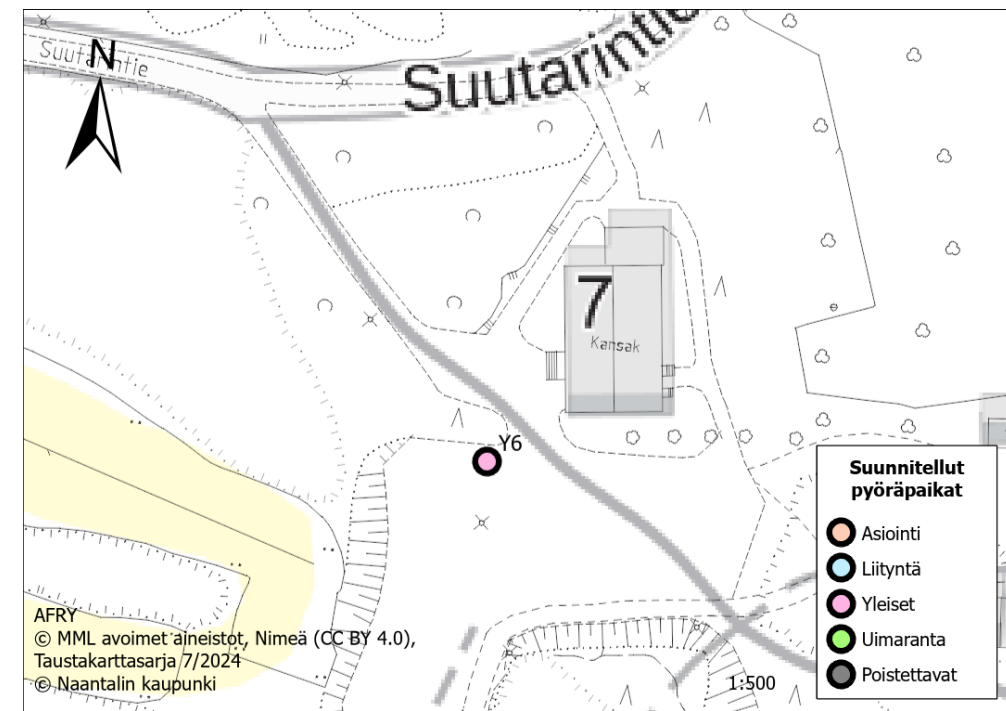 N
Suutarintie
Suutarintie
7
Kansak
Y6
Suunnitellut
pyöräpaikat
Asiointi
Liityntä
Yleiset
Uimaranta
Poistettavat
AFRY
© MML avoimet aineistot, Nimeä (CC BY 4.0),
Taustakarttasarja 7/2024
© Naantalin kaupunki
1:500